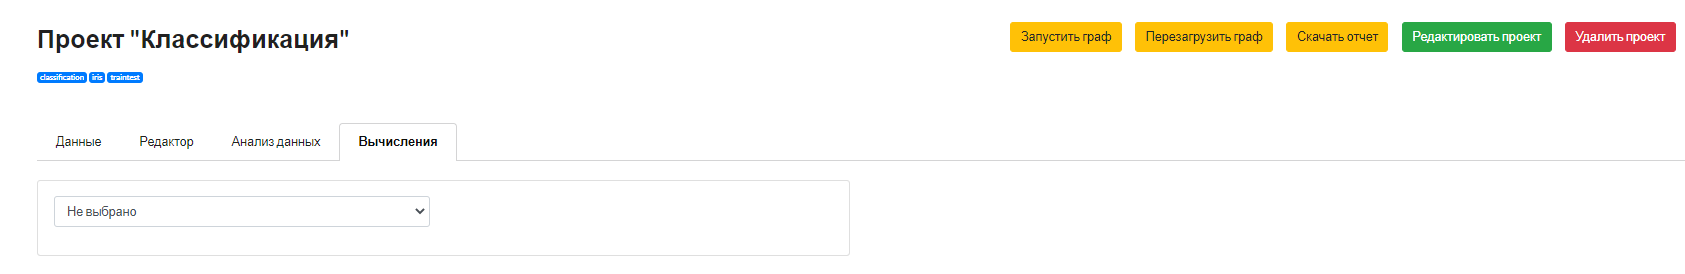 Проект "Классификация"
Запустить граф Перезагрузить граф Скачать отчет Редактировать проект Удалить проект
classification iris traintest
Данные Редактор Анализ данных Вычисления
Не выбрано